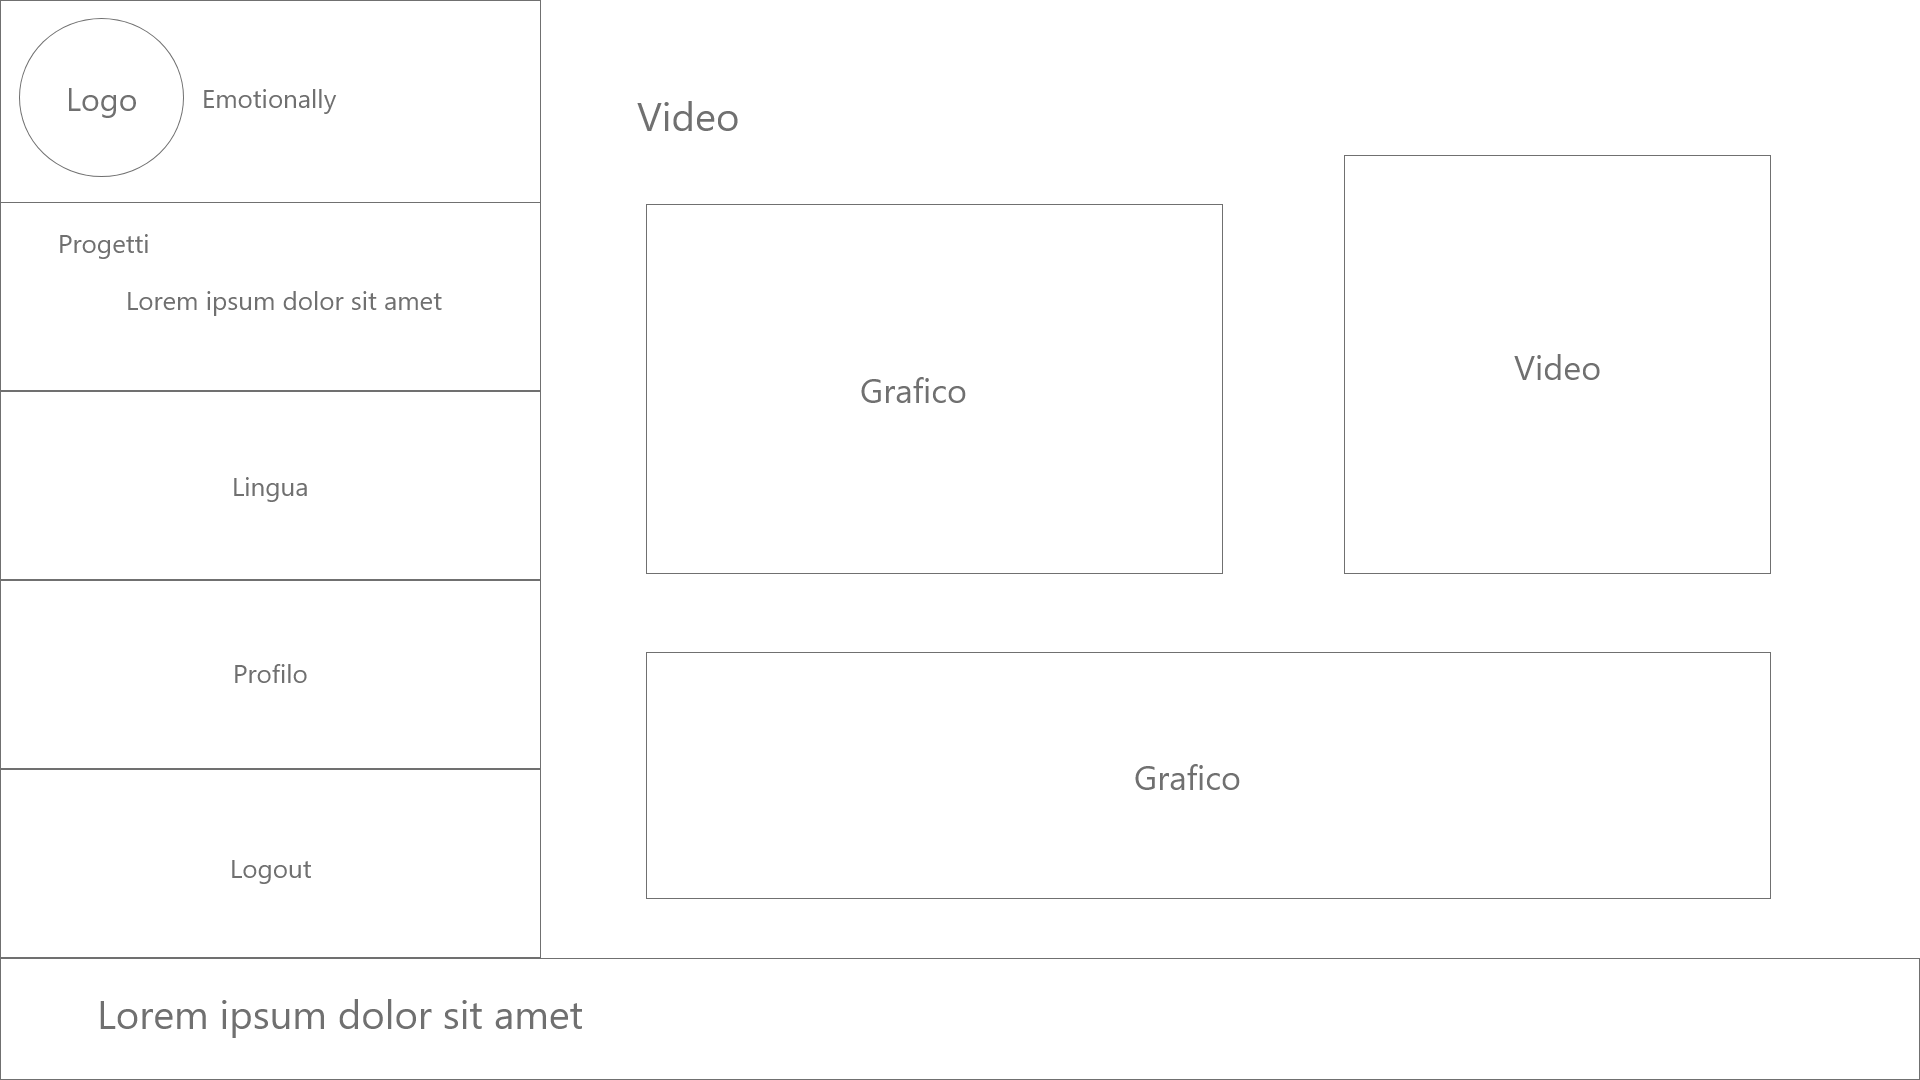 Logo
Emotionally
Progetti
Lorem ipsum dolor sit amet
Lingua
Profilo
Logout
Video
Grafico
Video
Grafico
Lorem ipsum dolor sit amet